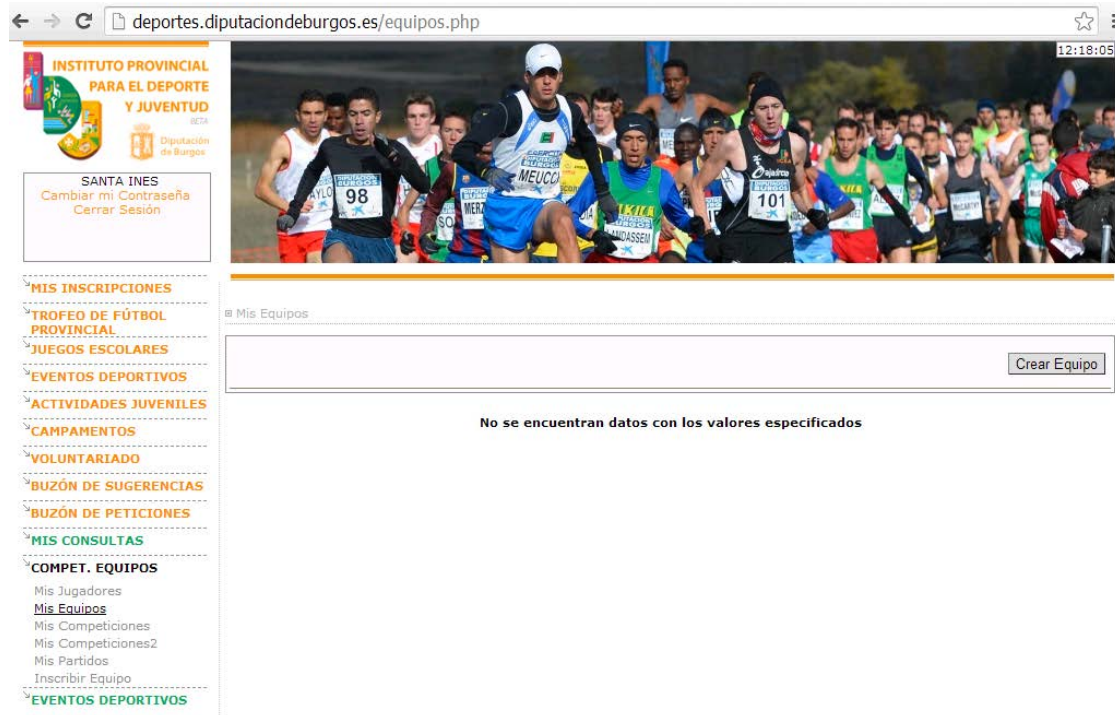 deportes.diputaciondeburgos.es/equipos.php
12:18:05
INSTITUTO PROVINCIAL
PARA EL DEPORTE
Y JUVENTUD
BETA
Diputación
de Burgos
98
MEUCCI
101
SANTA INES
Cambiar mi Contraseña
Cerrar Sesión
MIS INSCRIPCIONES
TROFEO DE FÚTBOL
PROVINCIAL
JUEGOS ESCOLARES
EVENTOS DEPORTIVOS
ACTIVIDADES JUVENILES
CAMPAMENTOS
VOLUNTARIADO
BUZÓN DE SUGERENCIAS
BUZÓN DE PETICIONES
MIS CONSULTAS
COMPET. EQUIPOS
Mis Jugadores
Mis Equipos
Mis Competiciones
Mis Competiciones2
Mis Partidos
Inscribir Equipo
EVENTOS DEPORTIVOS
Mis Equipos
Crear Equipo
No se encuentran datos con los valores especificados